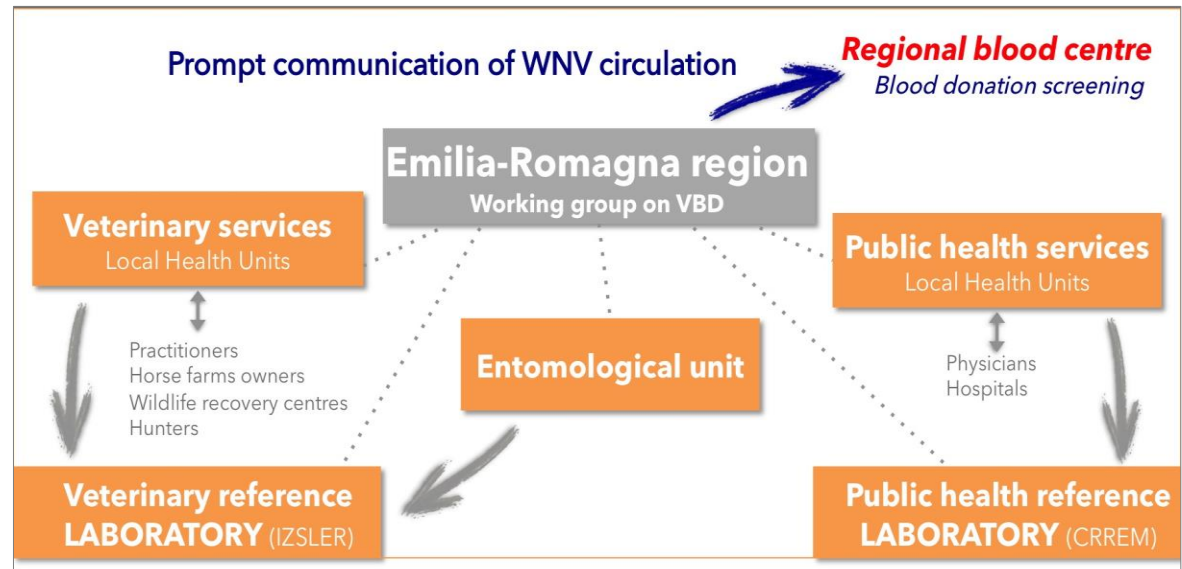 Prompt communication of WNV circulation
Regional blood centre
Blood donation screening
Emilia-Romagna region
Working group on VBD
Veterinary services
Local Health Units
Public health services
Local Health Units
Practitioners
Horse farms owners
Wildlife recovery centres
Hunters
Entomological unit
Physicians
Hospitals
Veterinary reference
LABORATORY (IZSLER)
Public health reference
LABORATORY (CRREM)